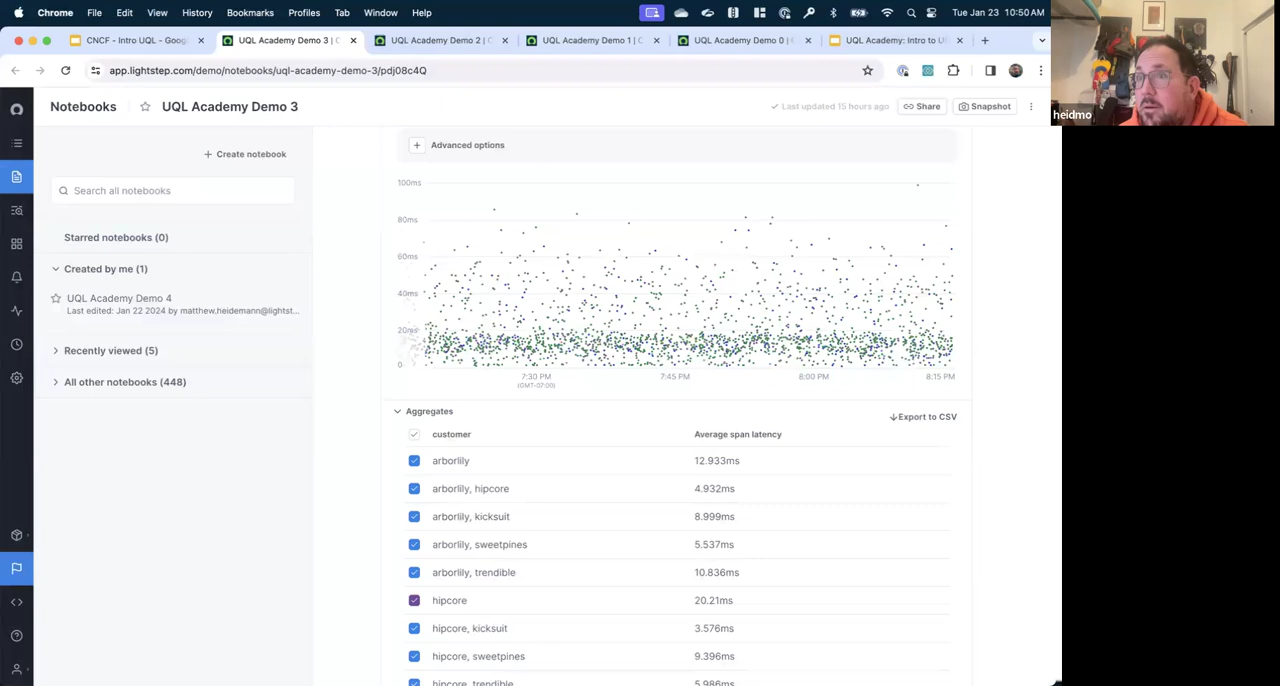 Chrome File Edit View History Bookmarks Profiles Tab Window Help Tue Jan 23 10:50 AM
CNCF - Intro UQL - Goog UQL Academy Demo 3 | C UQL Academy Demo 2 | C UQL Academy Demo 1 | C UQL Academy Demo 0 | UQL Academy: Intro to U
app.lightstep.com/demo/notebooks/uql-academy-demo-3/pdj08c4Q
heidmo
Notebooks UQL Academy Demo 3 Last updated 15 hours ago Share Snapshot
+ Create notebook
Search all notebooks
Starred notebooks (0)
Created by me (1)
UQL Academy Demo 4
Last edited: Jan 22 2024 by matthew.heidemann@lightst...
Recently viewed (5)
All other notebooks (448)
+ Advanced options
100ms
80ms
60ms
40ms
20ms
0
7:30 PM 7:45 PM 8:00 PM 8:15 PM
(GMT-07:00)
Aggregates Export to CSV
customer Average span latency
arborlily 12.933ms
arborlily, hipcore 4.932ms
arborlily, kicksuit 8.999ms
arborlily, sweetpines 5.537ms
arborlily, trendible 10.836ms
hipcore 20.21ms
hipcore, kicksuit 3.576ms
hipcore, sweetpines 9.396ms
hipcore, trendible 5.986ms